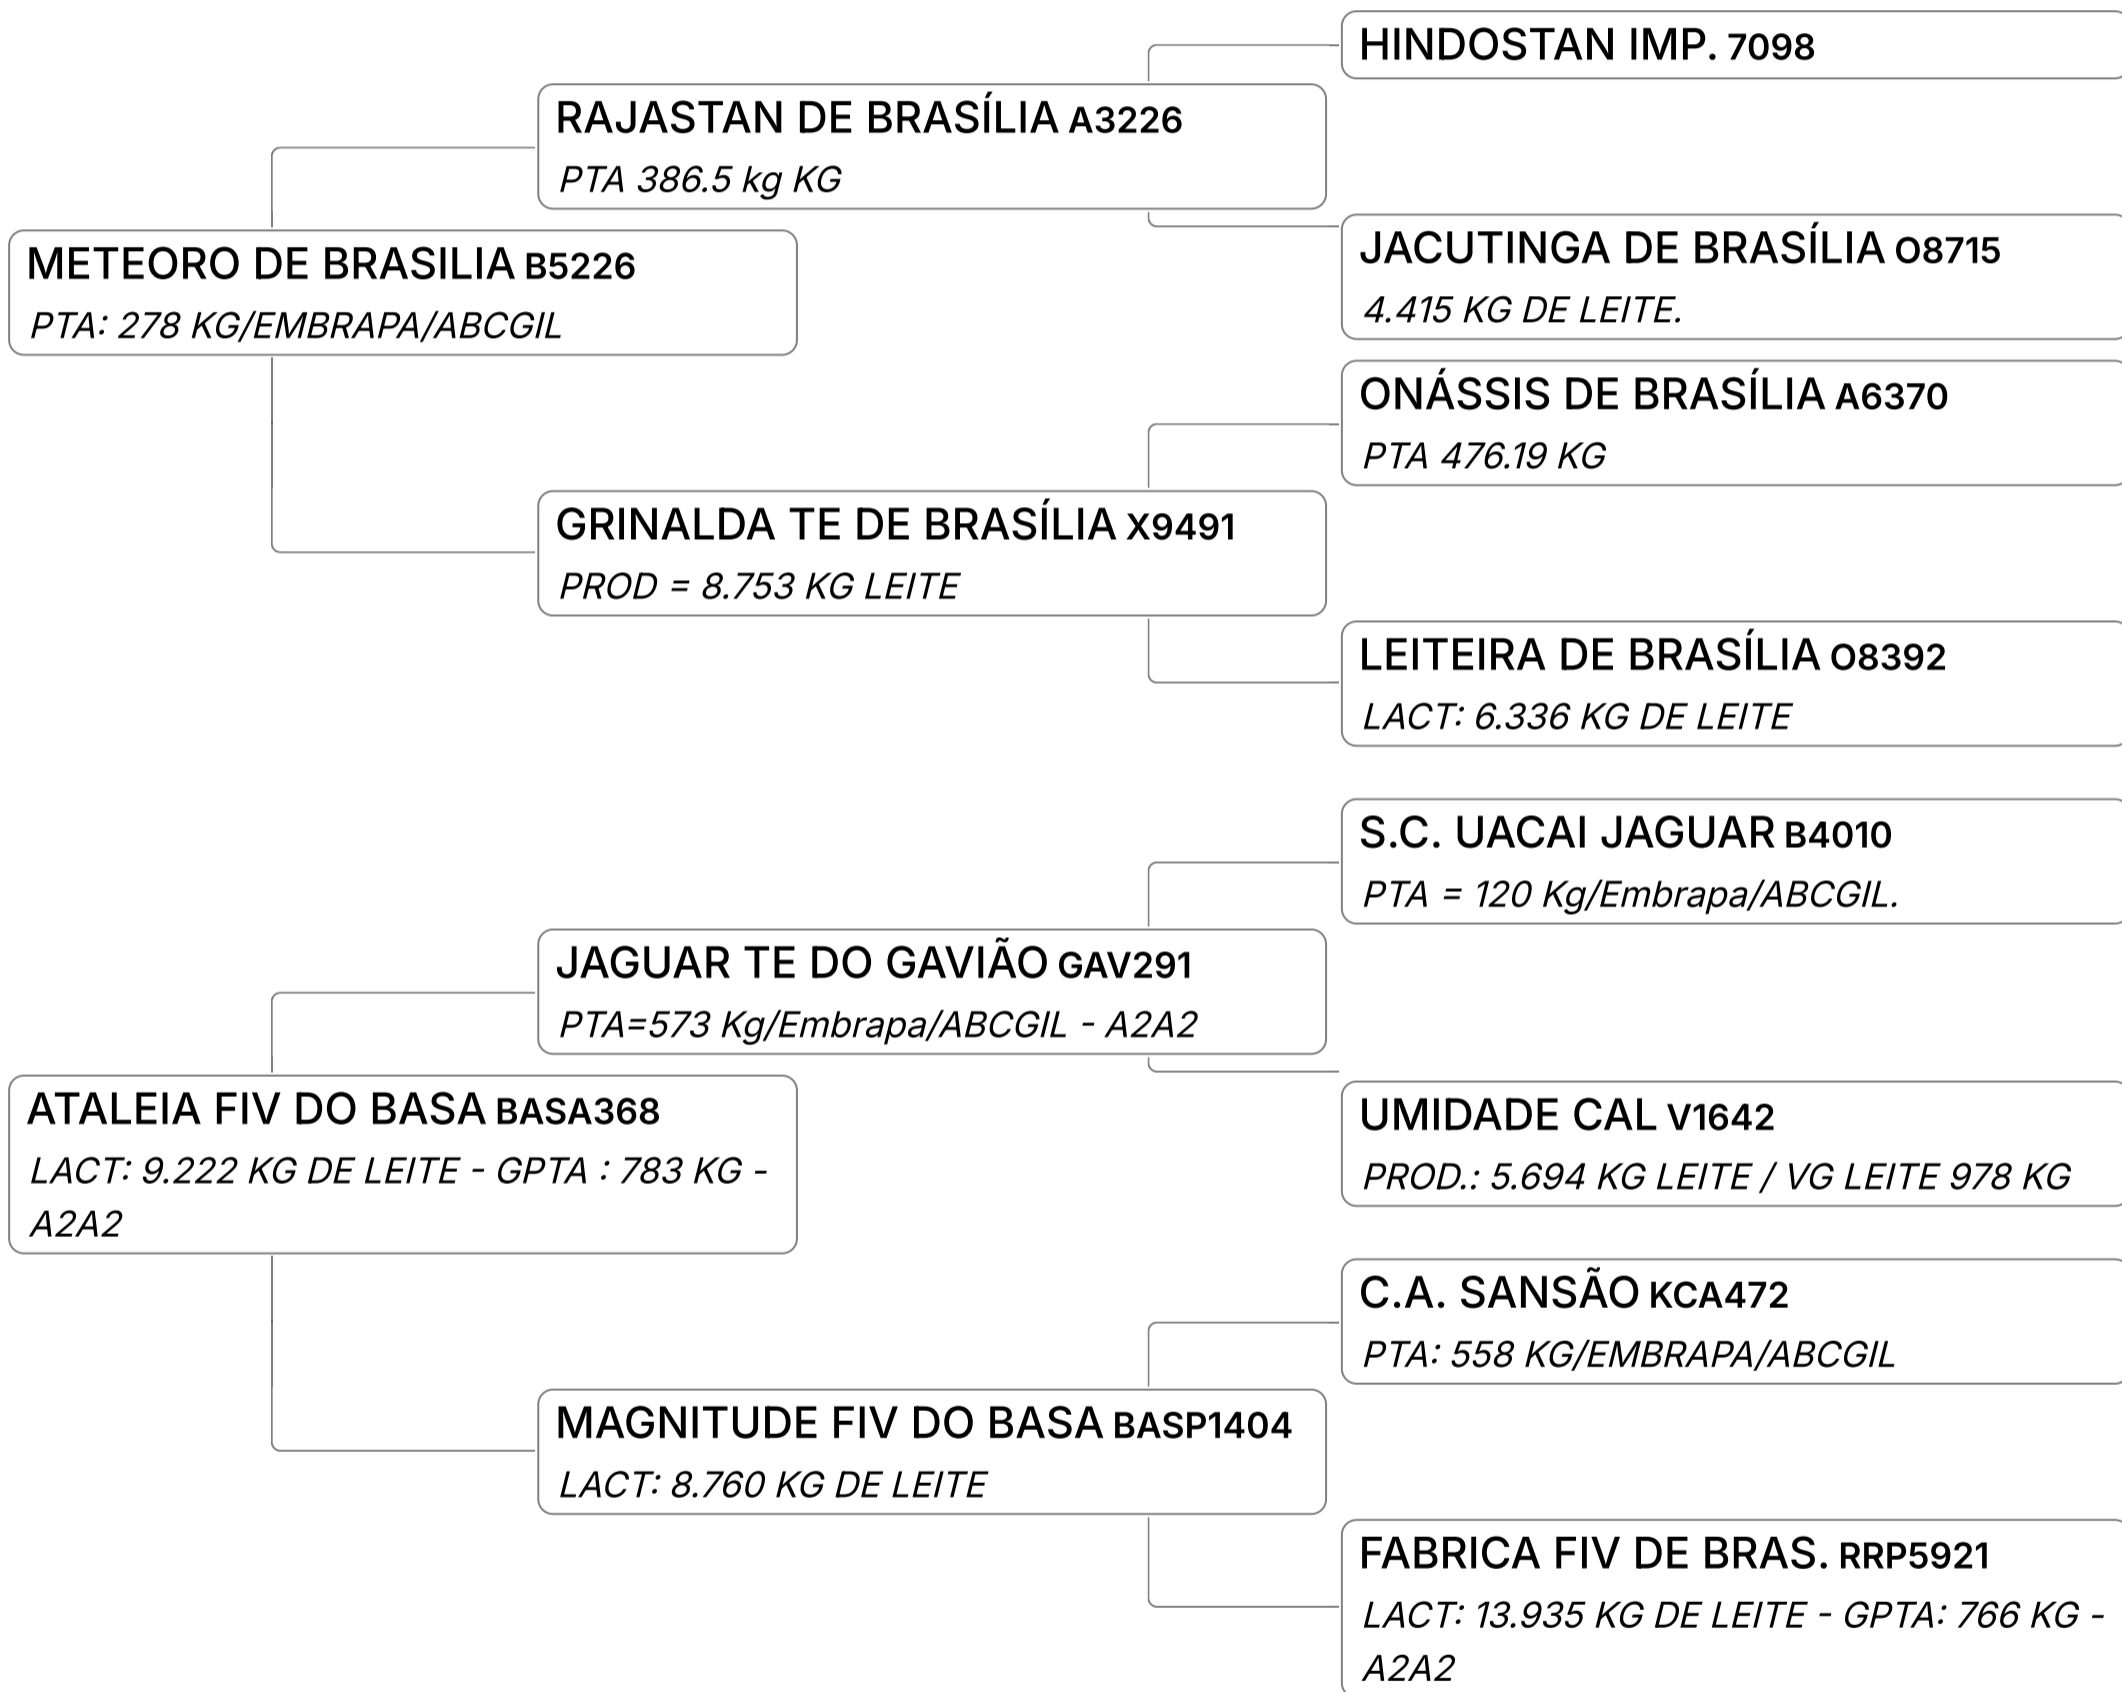 HINDOSTAN IMP. 7098
RAJASTAN DE BRASÍLIA A3226
PTA 386.5 kg KG
JACUTINGA DE BRASÍLIA O8715
4.415 KG DE LEITE.
METEORO DE BRASILIA B5226
PTA: 278 KG/EMBRAPA/ABCGIL
ONÁSSIS DE BRASÍLIA A6370
PTA 476.19 KG
GRINALDA TE DE BRASÍLIA X9491
PROD = 8.753 KG LEITE
LEITEIRA DE BRASÍLIA O8392
LACT: 6.336 KG DE LEITE
S.C. UACAI JAGUAR B4010
PTA = 120 Kg/Embrapa/ABCGIL.
JAGUAR TE DO GAVIÃO GAV291
PTA=573 Kg/Embrapa/ABCGIL - A2A2
UMIDADE CAL V1642
PROD.: 5.694 KG LEITE / VG LEITE 978 KG
ATALEIA FIV DO BASA BASA368
LACT: 9.222 KG DE LEITE - GPTA : 783 KG -
A2A2
C.A. SANSÃO KCA472
PTA: 558 KG/EMBRAPA/ABCGIL
MAGNITUDE FIV DO BASA BASP1404
LACT: 8.760 KG DE LEITE
FABRICA FIV DE BRAS. RRP5921
LACT: 13.935 KG DE LEITE - GPTA: 766 KG -
A2A2